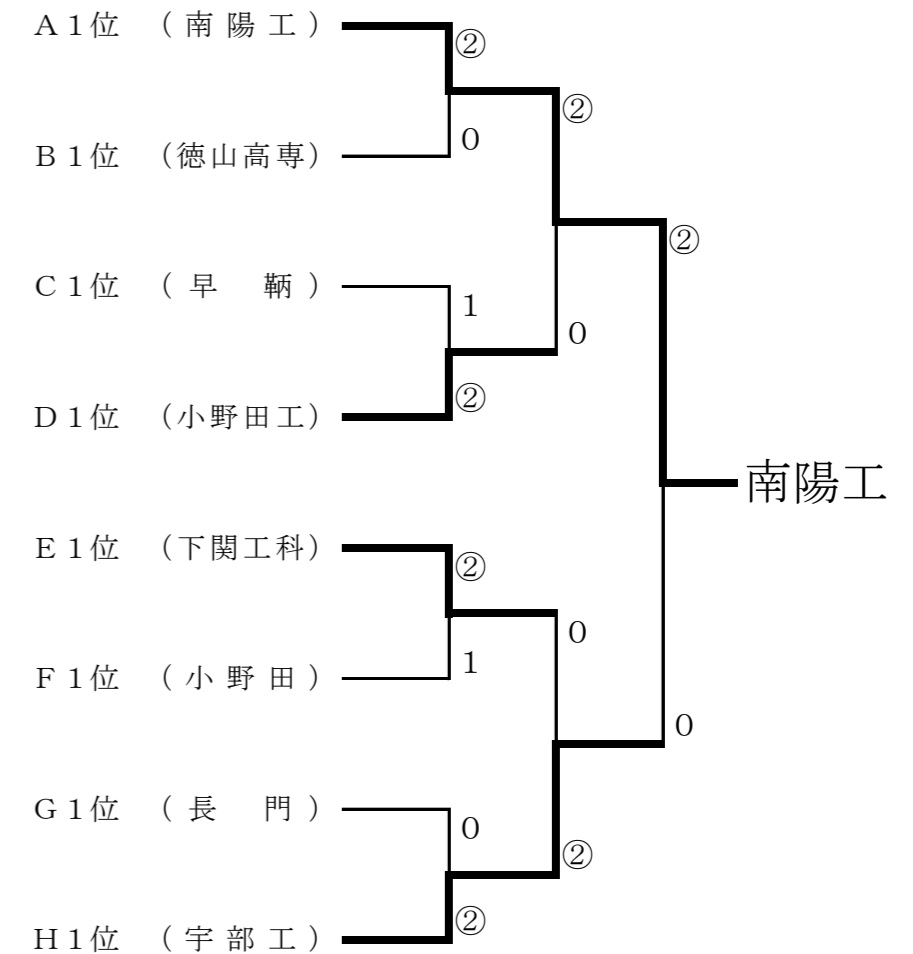 Ａ１位 （南陽工）
②
②
０
Ｂ１位 （徳山高専）
②
Ｃ１位 （早　鞆）
１
０
②
Ｄ１位 （小野田工）
南陽工
Ｅ１位 （下関工科）
②
０
１
Ｆ１位 （小野田）
０
Ｇ１位 （長　門）
０
②
②
Ｈ１位 （宇部工）